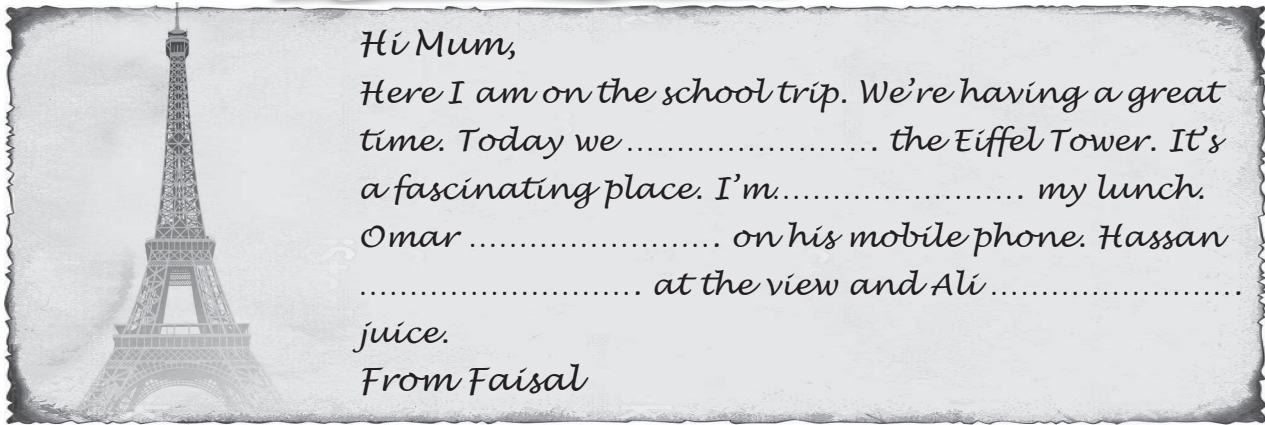 Hi Mum,
Here I am on the school trip. We're having a great
time. Today we ......................... the Eiffel Tower. It's
a fascinating place. I'm......................... my lunch.
Omar ......................... on his mobile phone. Hassan
............................ at the view and Ali .........................
juice.
From Faisal